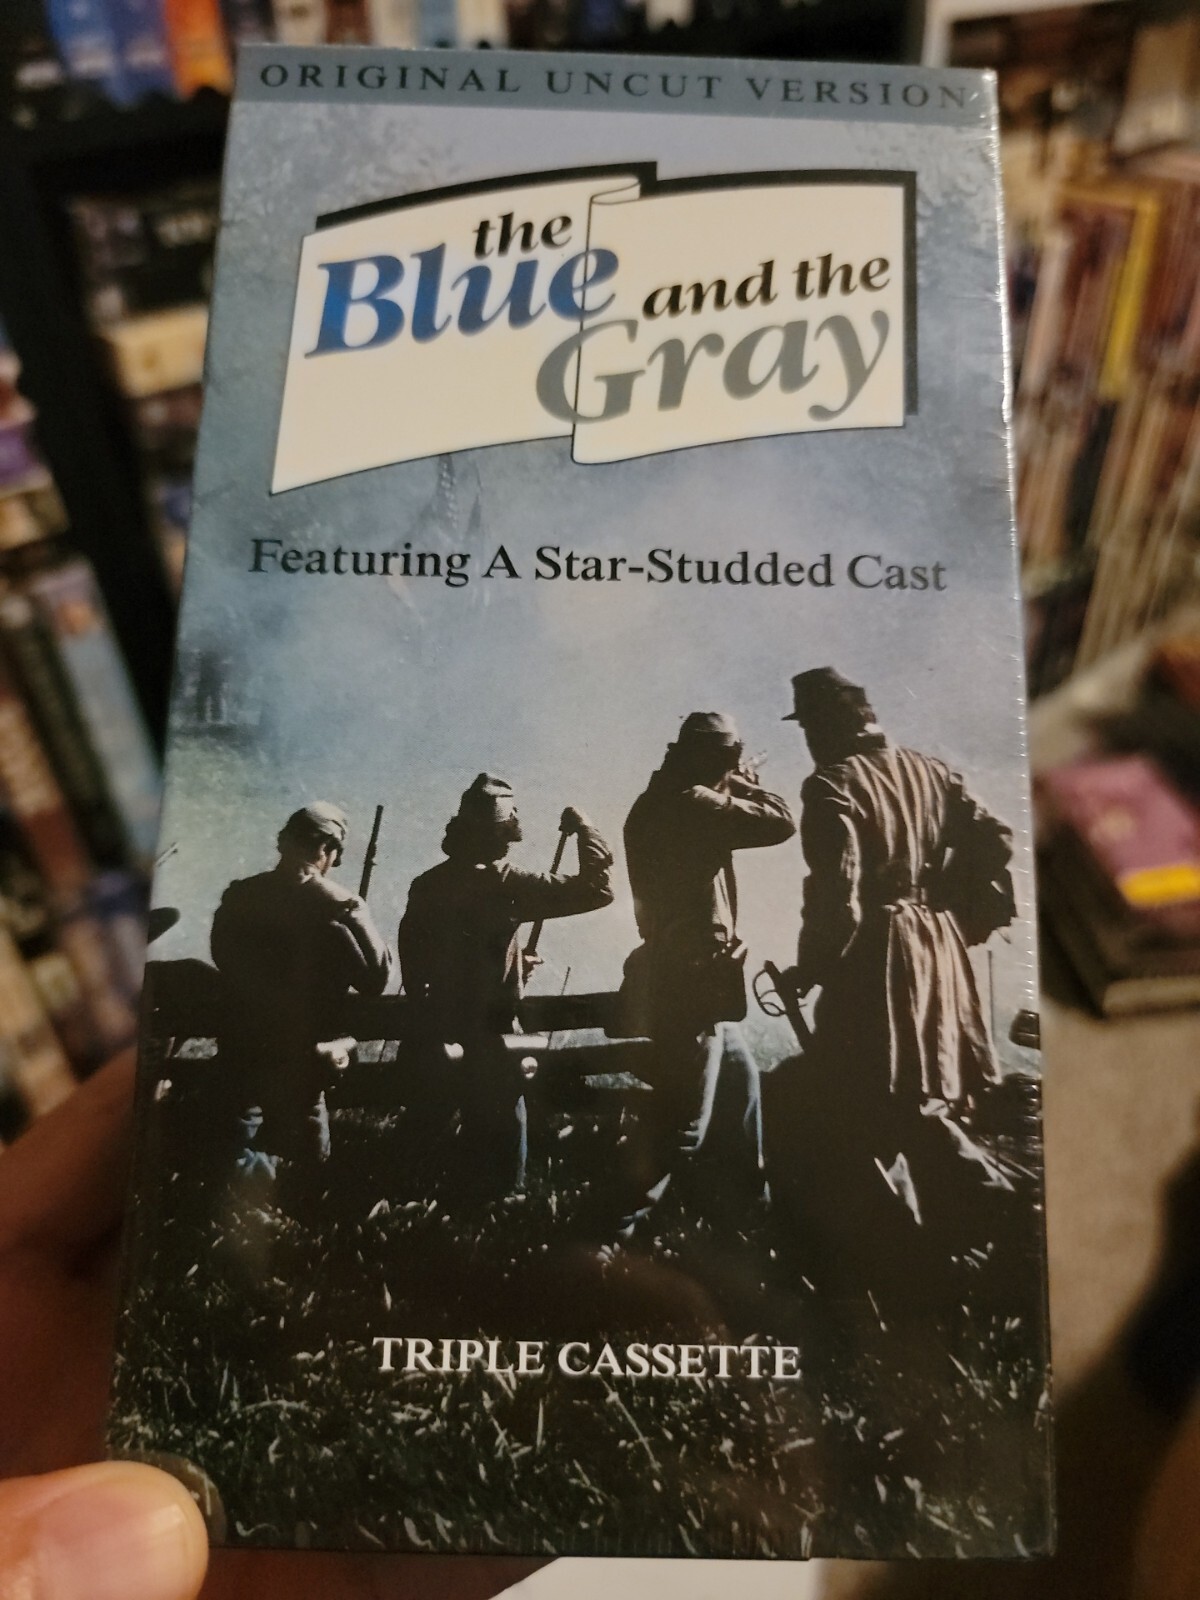 ORIGINAL UNCUT VERSION
the
Blue and the
Gray
Featuring A Star-Studded Cast
TRIPLE CASSETTE